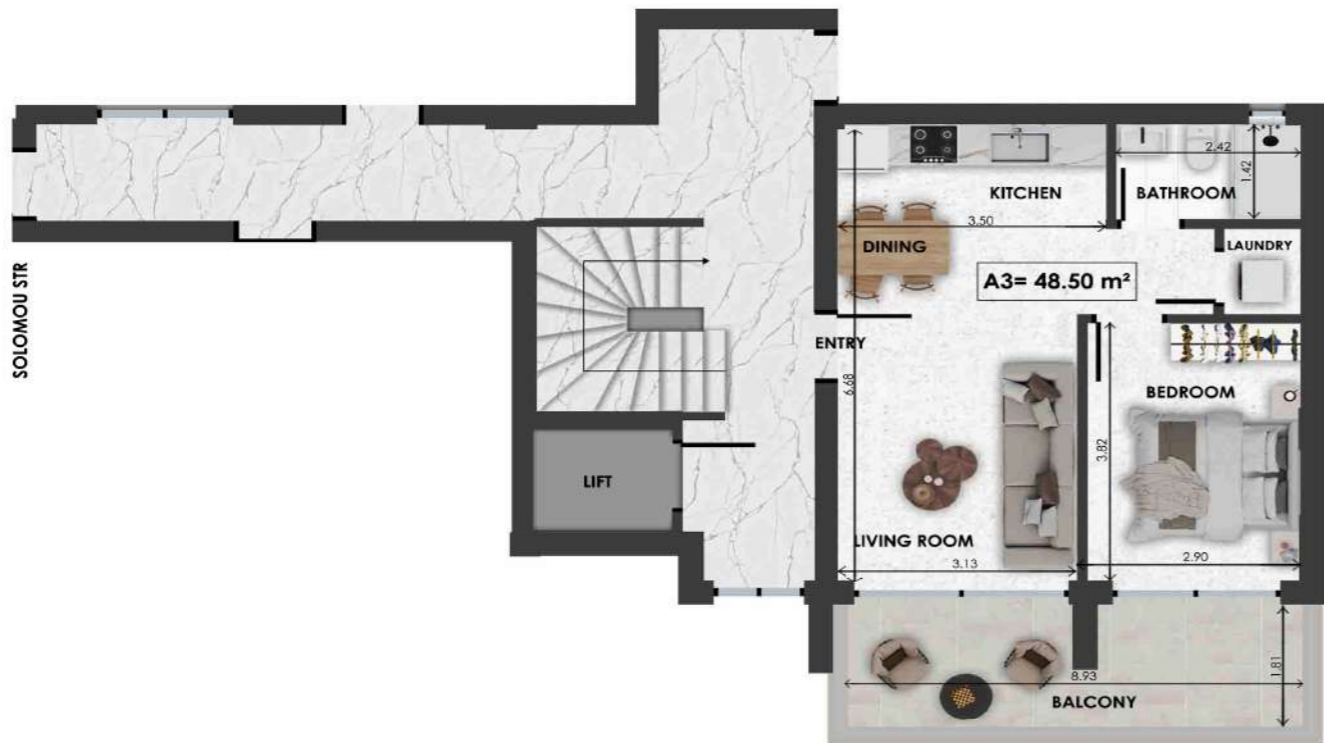 2.42
1.42
KITCHEN
BATHROOM
3.50
DINING
LAUNDRY
A3= 48.50 m²
SOLOMOU STR
ENTRY
6.68
BEDROOM
3.82
LIFT
LIVING ROOM
3.13
2.90
1.81
8.93
BALCONY